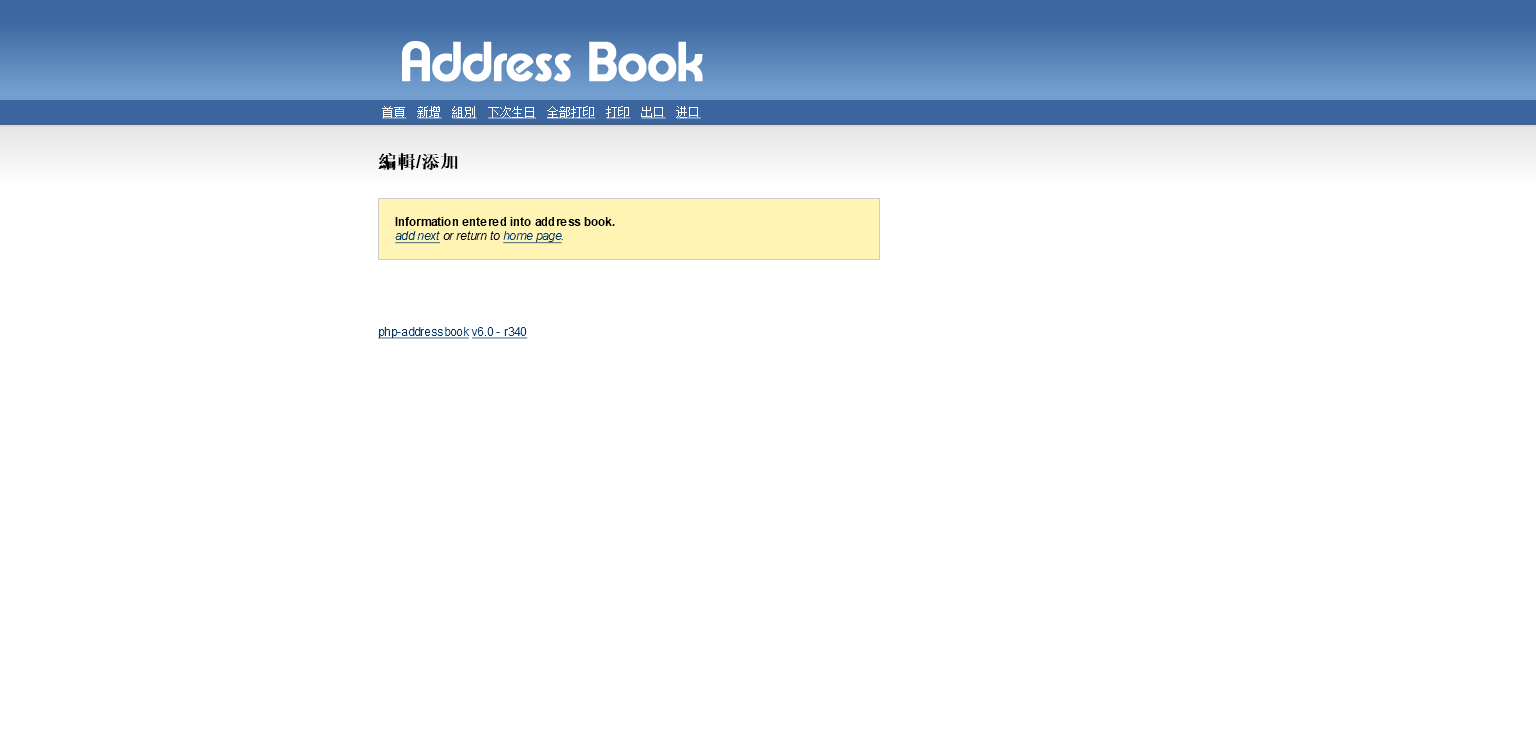 Address Book
首頁 新增 組別 下次生日 全部打印 打印 出口 进口
編輯/添加
Information entered into address book.
add next or return to home page.
php-addressbook v6.0 - r340